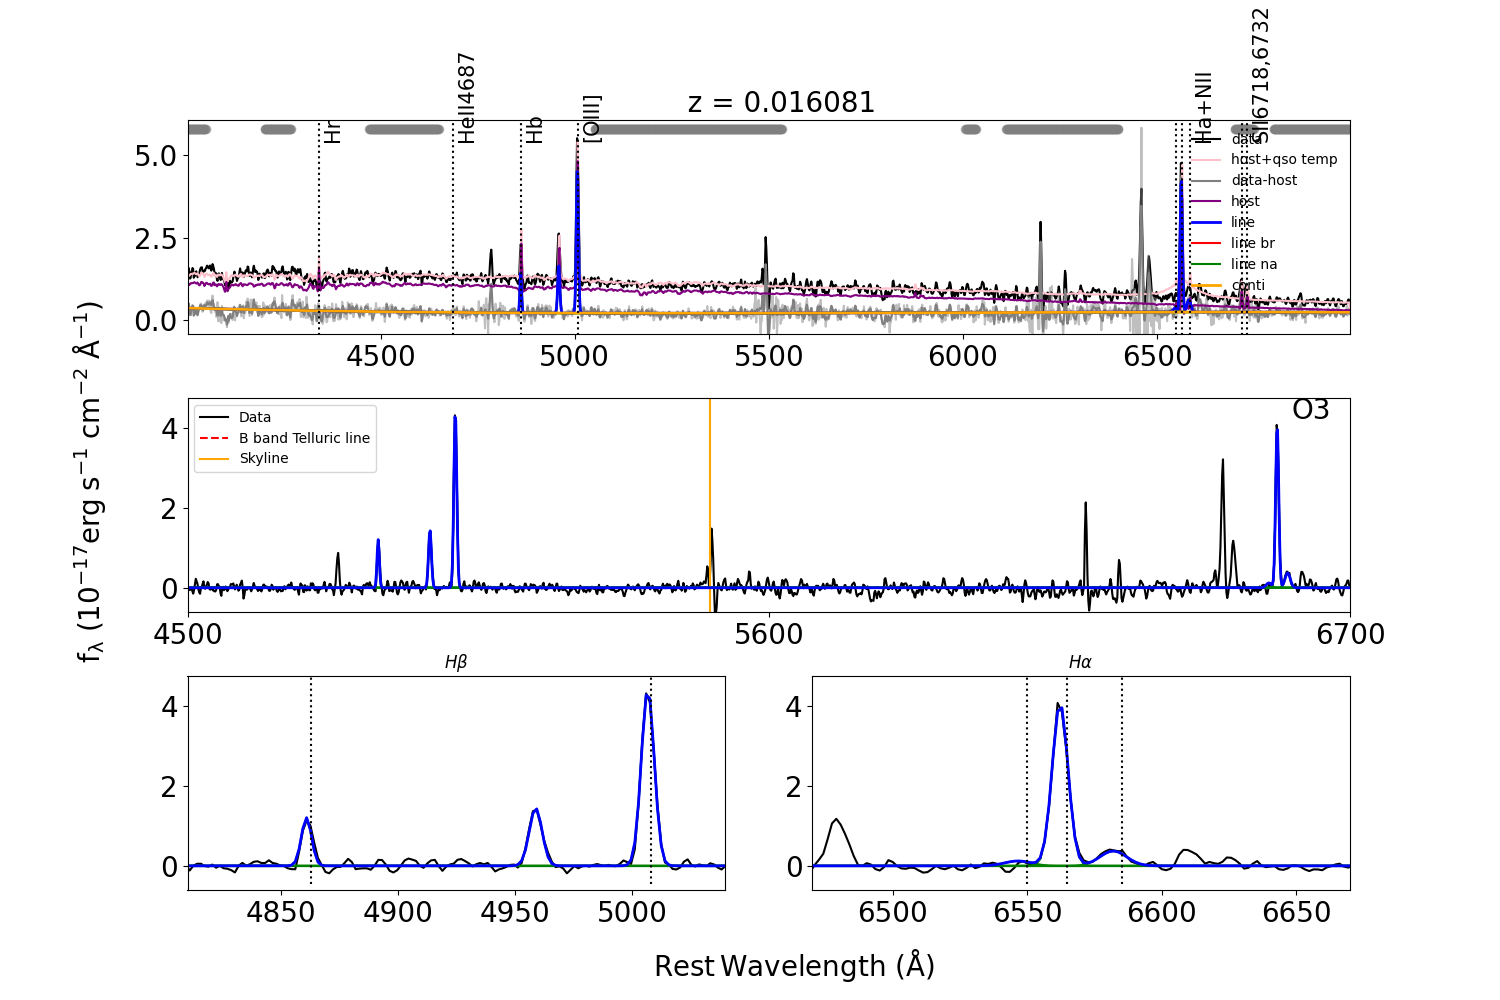 z = 0.016081
Hr
HeII4687
Hb
[OIII]
Ha+NII
SII6718,6732
data
host+qso temp
data-host
host
line
line br
line na
conti
5.0
2.5
0.0
4500
5000
5500
6000
6500
fλ (10⁻¹⁷erg s⁻¹ cm⁻² Å⁻¹)
Data
B band Telluric line
Skyline
O3
4
2
0
4500
5600
6700
Hβ
4
2
0
4850
4900
4950
5000
Hα
4
2
0
6500
6550
6600
6650
Rest Wavelength (Å)